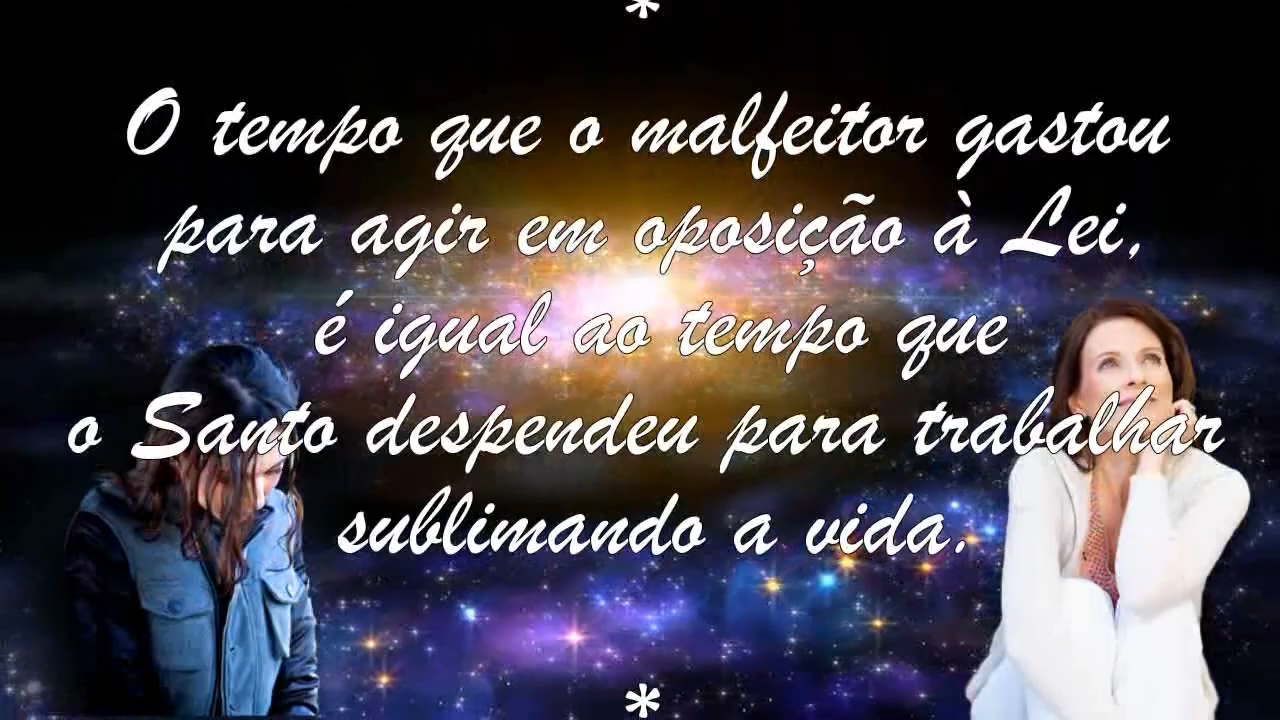 *
O tempo que o malfeitor gastou
para agir em oposição à Lei,
é igual ao tempo que
o Santo despendeu para trabalhar
sublimando a vida.
*